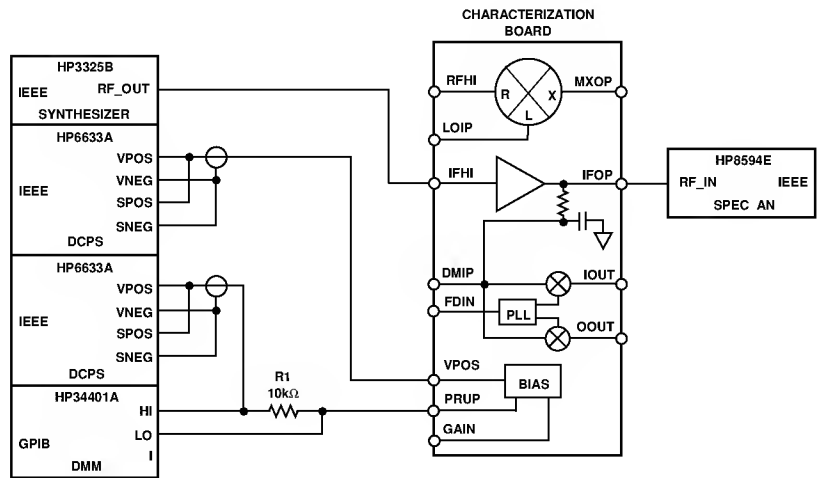 CHARACTERIZATION
BOARD
HP3325B
IEEE
RF_OUT
SYNTHESIZER
HP6633A
VPOS
VNEG
IEEE
SPOS
SNEG
DCPS
HP6633A
VPOS
VNEG
IEEE
SPOS
SNEG
DCPS
HP34401A
HI
LO
GPIB
I
DMM
R1
10kΩ
RFHI
R
X
L
MXOP
LOIP
IFHI
IFOP
DMIP
IOUT
FDIN
PLL
OOUT
VPOS
BIAS
PRUP
GAIN
HP8594E
RF_IN
IEEE
SPEC AN